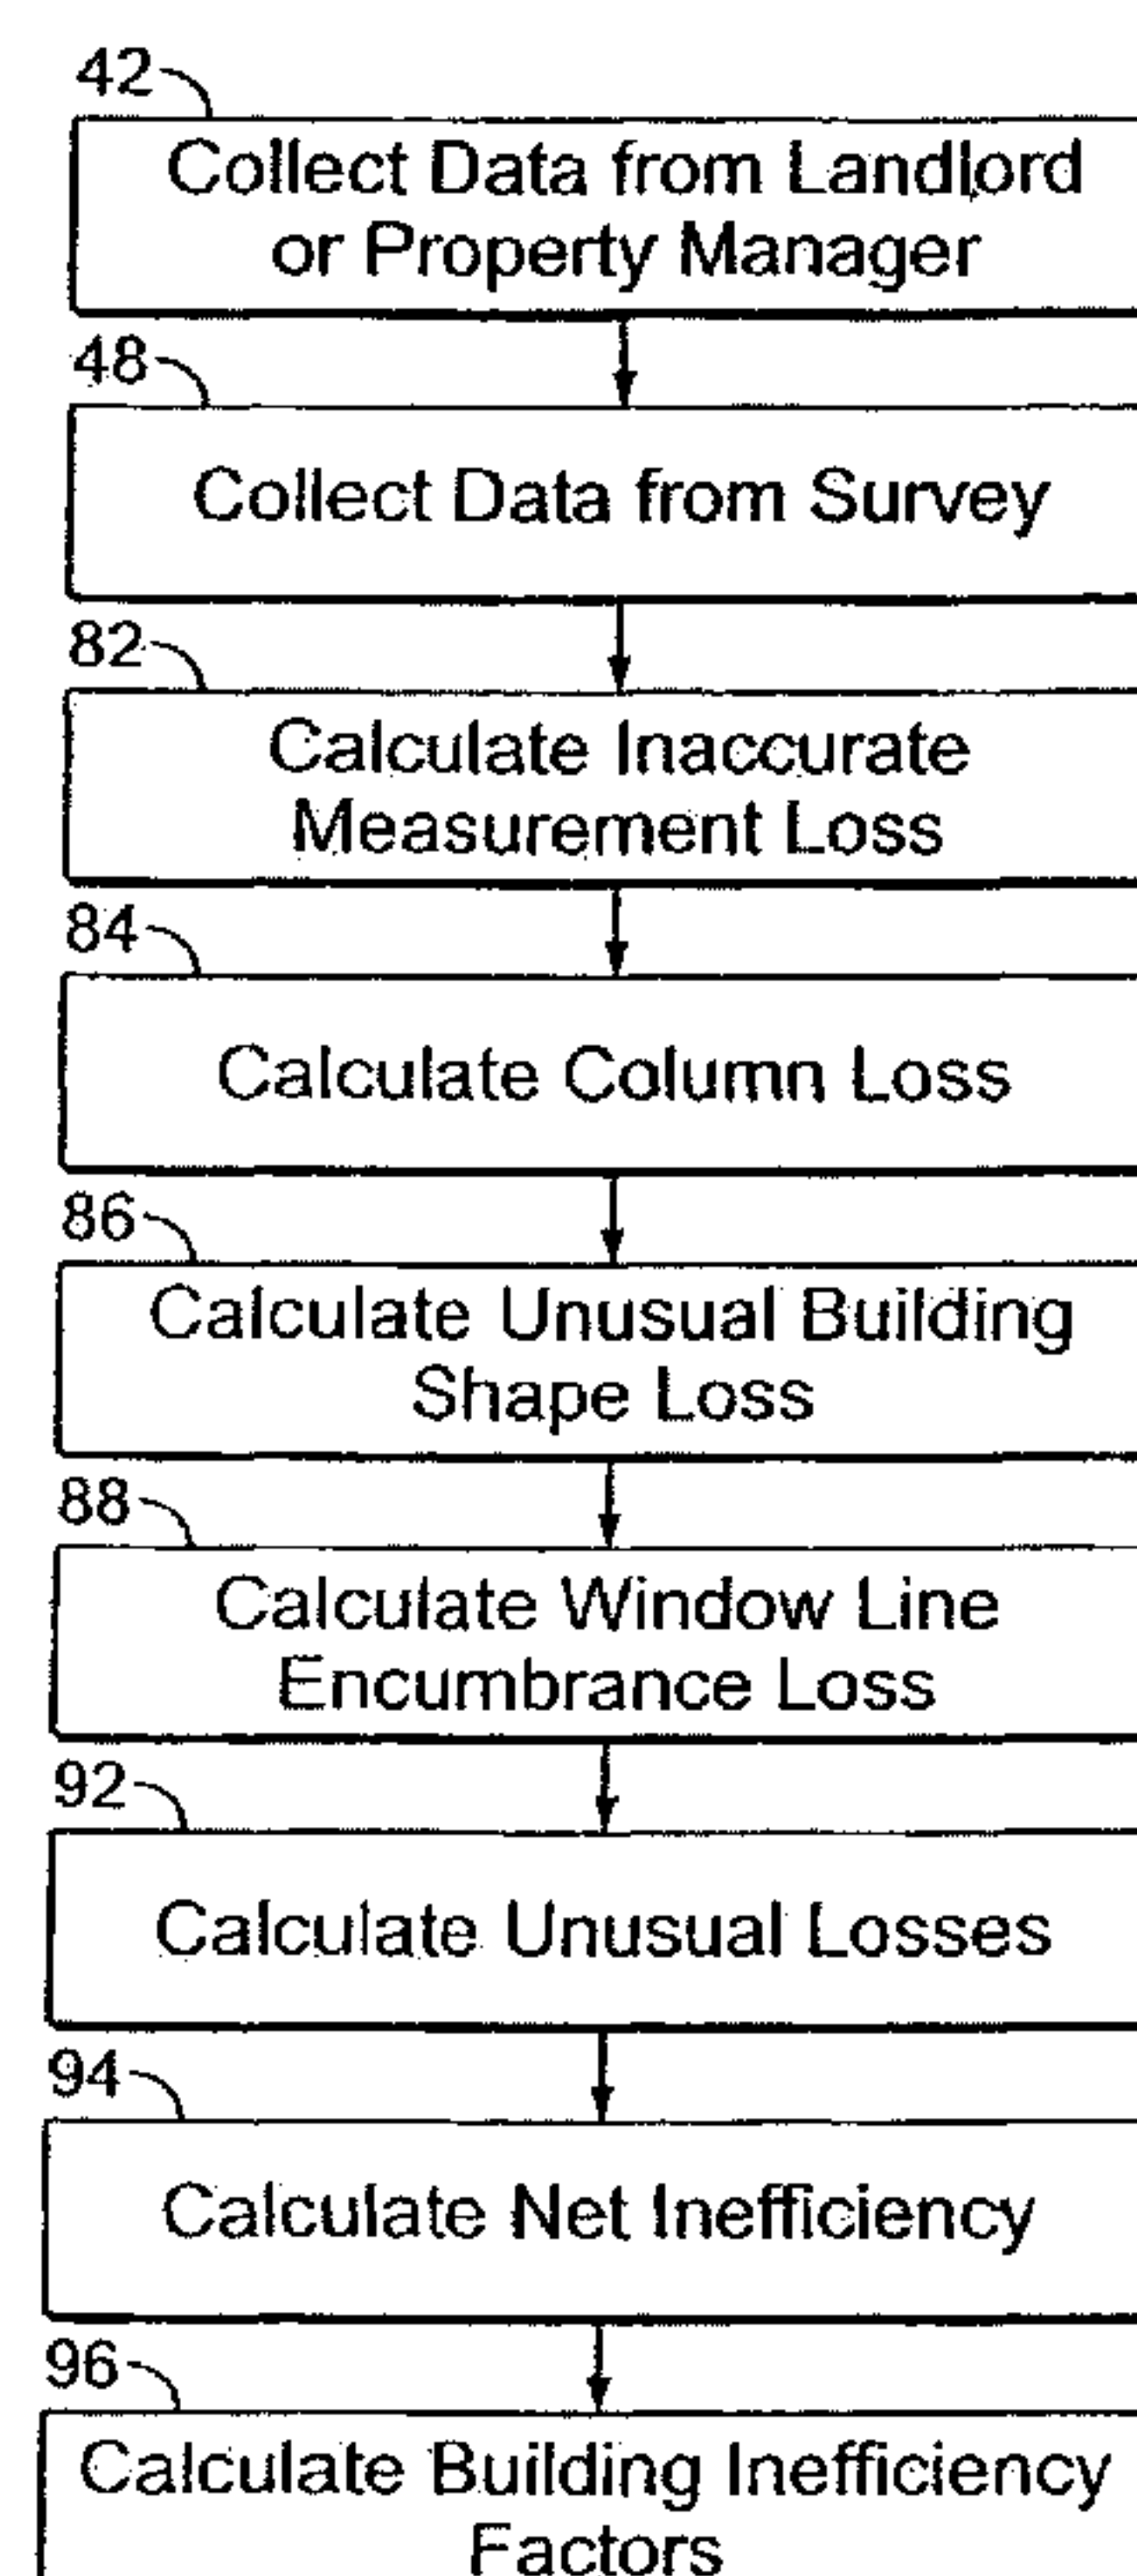 42
Collect Data from Landlord
or Property Manager
48
Collect Data from Survey
82
Calculate Inaccurate
Measurement Loss
84
Calculate Column Loss
86
Calculate Unusual Building
Shape Loss
88
Calculate Window Line
Encumbrance Loss
92
Calculate Unusual Losses
94
Calculate Net Inefficiency
96
Calculate Building Inefficiency
Factors